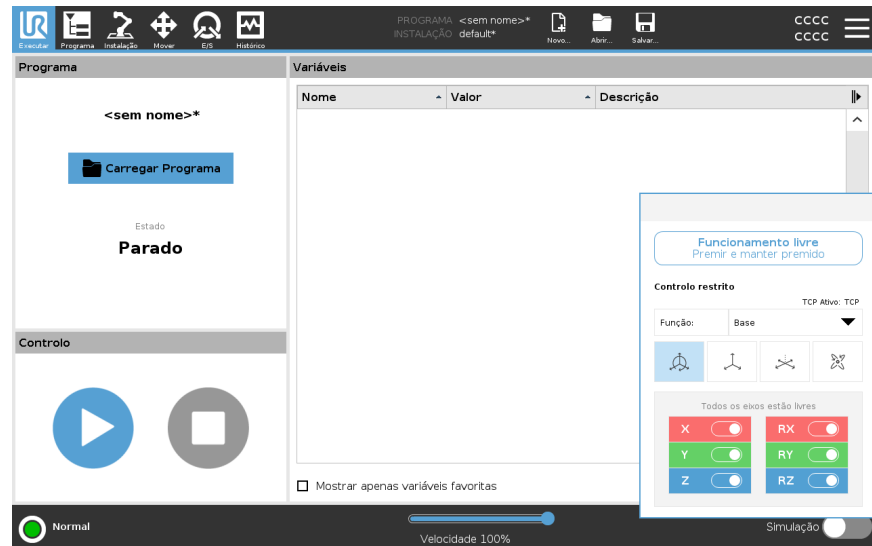 UR
Executar Programa Instalação Mover E/S Histórico
PROGRAMA <sem nome>*
INSTALAÇÃO default*
Novo... Abrir... Salvar...
CCCC
CCCC
Programa
<sem nome>*
Carregar Programa
Estado
Parado
Controlo
Variáveis
Nome Valor Descrição
Mostrar apenas variáveis favoritas
Funcionamento livre
Premir e manter premido
Controlo restrito
TCP Ativo: TCP
Função: Base
Todos os eixos estão livres
X RX
Y RY
Z RZ
Normal
Velocidade 100%
Simulação